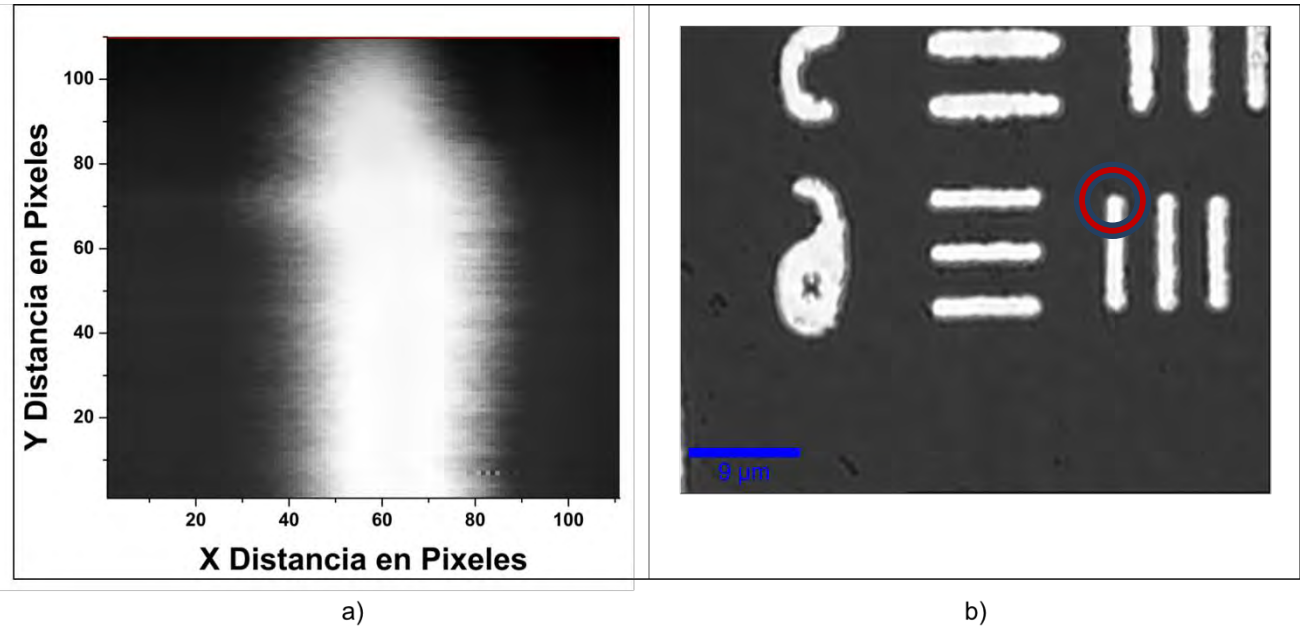 Y Distancia en Pixeles
100
80
60
40
20
20 40 60 80 100
X Distancia en Pixeles
9 µm
a)
b)